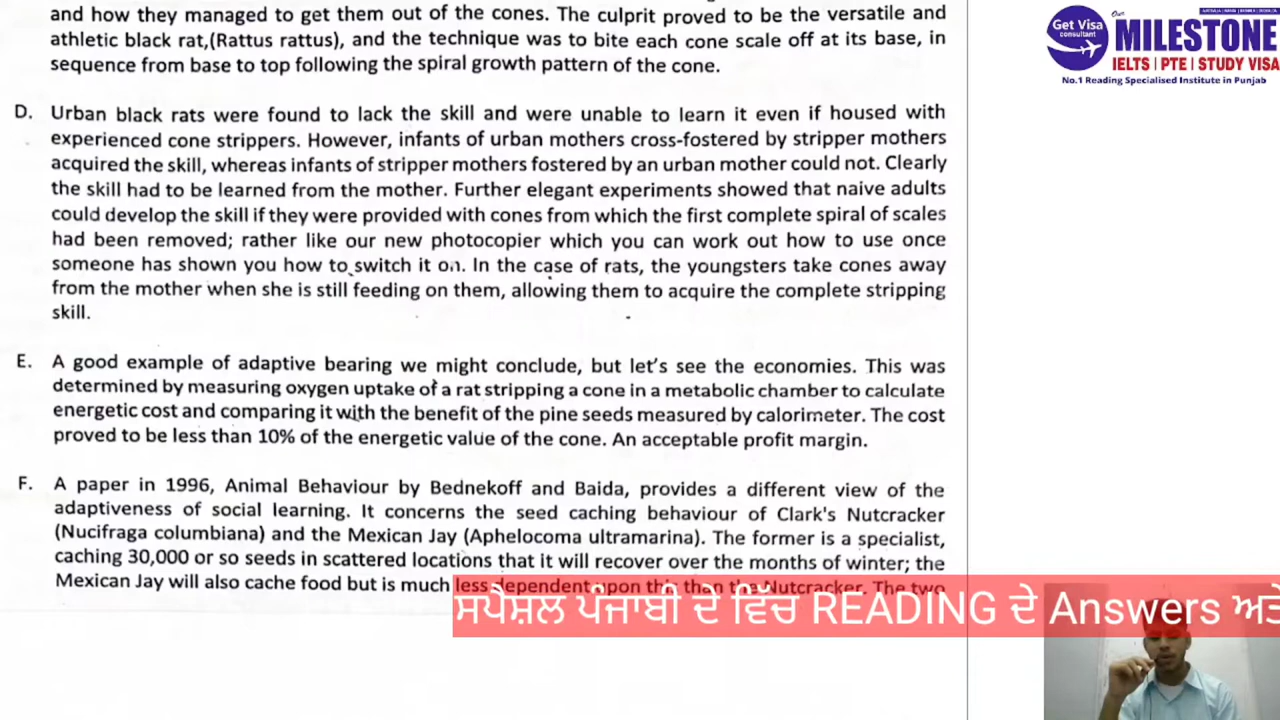 and how they managed to get them out of the cones. The culprit proved to be the versatile and
athletic black rat,(Rattus rattus), and the technique was to bite each cone scale off at its base, in
sequence from base to top following the spiral growth pattern of the cone.
D. Urban black rats were found to lack the skill and were unable to learn it even if housed with
experienced cone strippers. However, infants of urban mothers cross-fostered by stripper mothers
acquired the skill, whereas infants of stripper mothers fostered by an urban mother could not. Clearly
the skill had to be learned from the mother. Further elegant experiments showed that naive adults
could develop the skill if they were provided with cones from which the first complete spiral of scales
had been removed; rather like our new photocopier which you can work out how to use once
someone has shown you how to switch it on. In the case of rats, the youngsters take cones away
from the mother when she is still feeding on them, allowing them to acquire the complete stripping
skill.
E. A good example of adaptive bearing we might conclude, but let's see the economies. This was
determined by measuring oxygen uptake of a rat stripping a cone in a metabolic chamber to calculate
energetic cost and comparing it with the benefit of the pine seeds measured by calorimeter. The cost
proved to be less than 10% of the energetic value of the cone. An acceptable profit margin.
F. A paper in 1996, Animal Behaviour by Bednekoff and Baida, provides a different view of the
adaptiveness of social learning. It concerns the seed caching behaviour of Clark's Nutcracker
(Nucifraga columbiana) and the Mexican Jay (Aphelocoma ultramarina). The former is a specialist,
caching 30,000 or so seeds in scattered locations that it will recover over the months of winter; the
Mexican Jay will also cache food but is much less dependent upon this than the Nutcracker. The two
ਸਪੈਸ਼ਲ ਪੰਜਾਬੀ ਦੇ ਵਿੱਚ READING ਦੇ Answers ਅਤੇ
Get Visa
consultant
Our
MILESTONE
IELTS | PTE | STUDY VISA
No.1 Reading Specialised Institute in Punjab